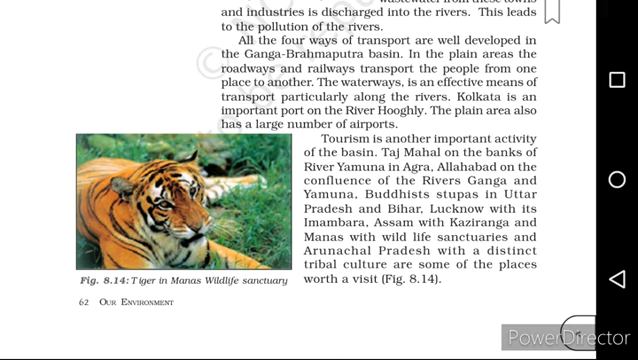 wastewater from these towns
and industries is discharged into the rivers. This leads
to the pollution of the rivers.
All the four ways of transport are well developed in
the Ganga-Brahmaputra basin. In the plain areas the
roadways and railways transport the people from one
place to another. The waterways, is an effective means of
transport particularly along the rivers. Kolkata is an
important port on the River Hooghly. The plain area also
has a large number of airports.
Tourism is another important activity
of the basin. Taj Mahal on the banks of
River Yamuna in Agra, Allahabad on the
confluence of the Rivers Ganga and
Yamuna, Buddhists stupas in Uttar
Pradesh and Bihar, Lucknow with its
Imambara, Assam with Kaziranga and
Manas with wild life sanctuaries and
Arunachal Pradesh with a distinct
tribal culture are some of the places
worth a visit (Fig. 8.14).
Fig. 8.14: Tiger in Manas Wildlife sanctuary
62 OUR ENVIRONMENT
PowerDirector